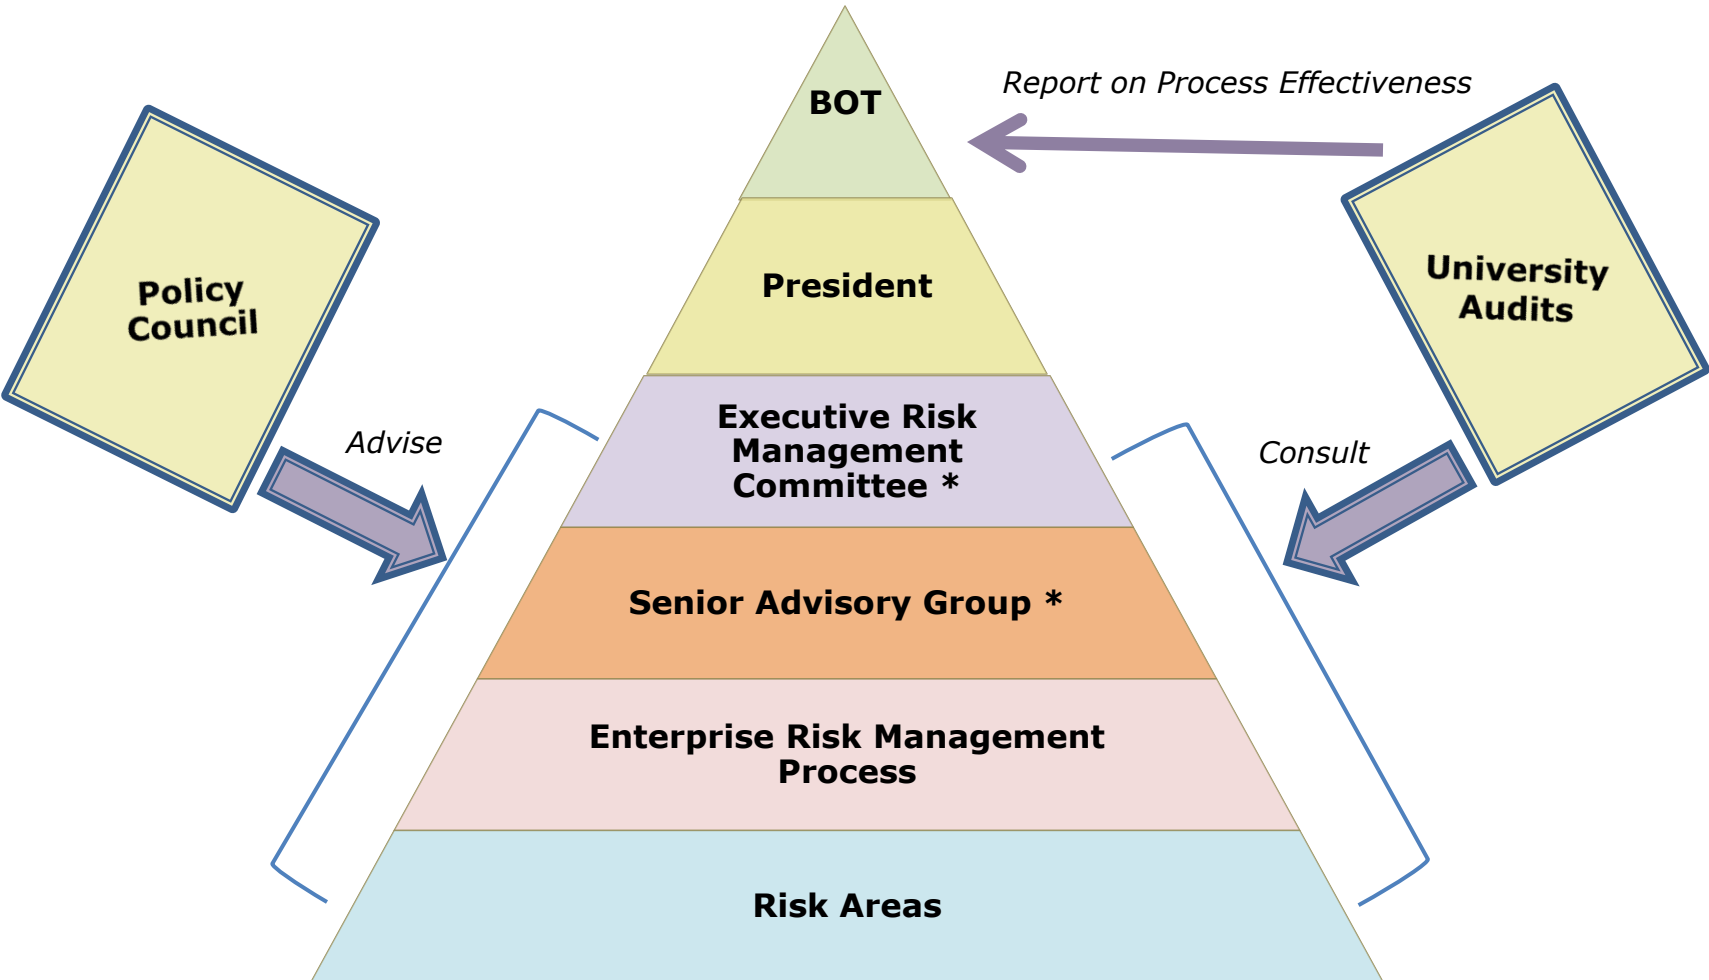 BOT
Report on Process Effectiveness
Policy
Council
President
University
Audits
Advise
Executive Risk
Management
Committee *
Consult
Senior Advisory Group *
Enterprise Risk Management
Process
Risk Areas